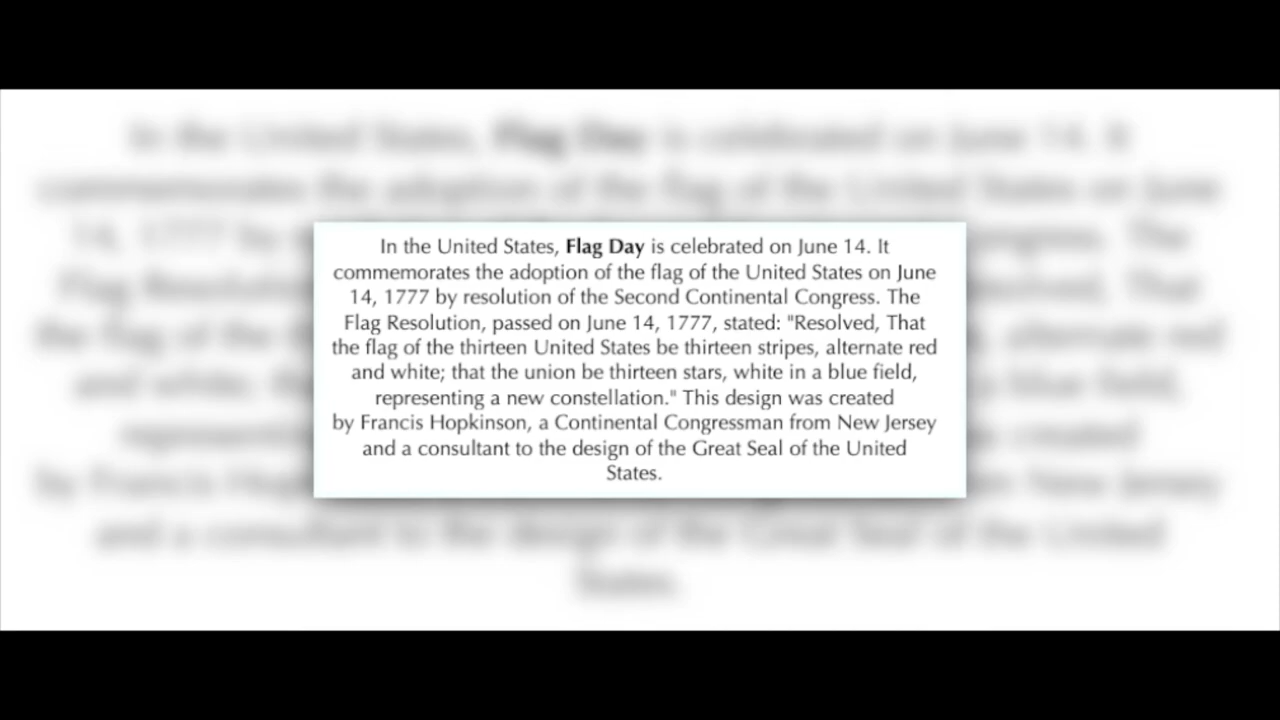 In the United States, Flag Day is celebrated on June 14. It
commemorates the adoption of the flag of the United States on June
14, 1777 by resolution of the Second Continental Congress. The
Flag Resolution, passed on June 14, 1777, stated: "Resolved, That
the flag of the thirteen United States be thirteen stripes, alternate red
and white; that the union be thirteen stars, white in a blue field,
representing a new constellation." This design was created
by Francis Hopkinson, a Continental Congressman from New Jersey
and a consultant to the design of the Great Seal of the United
States.